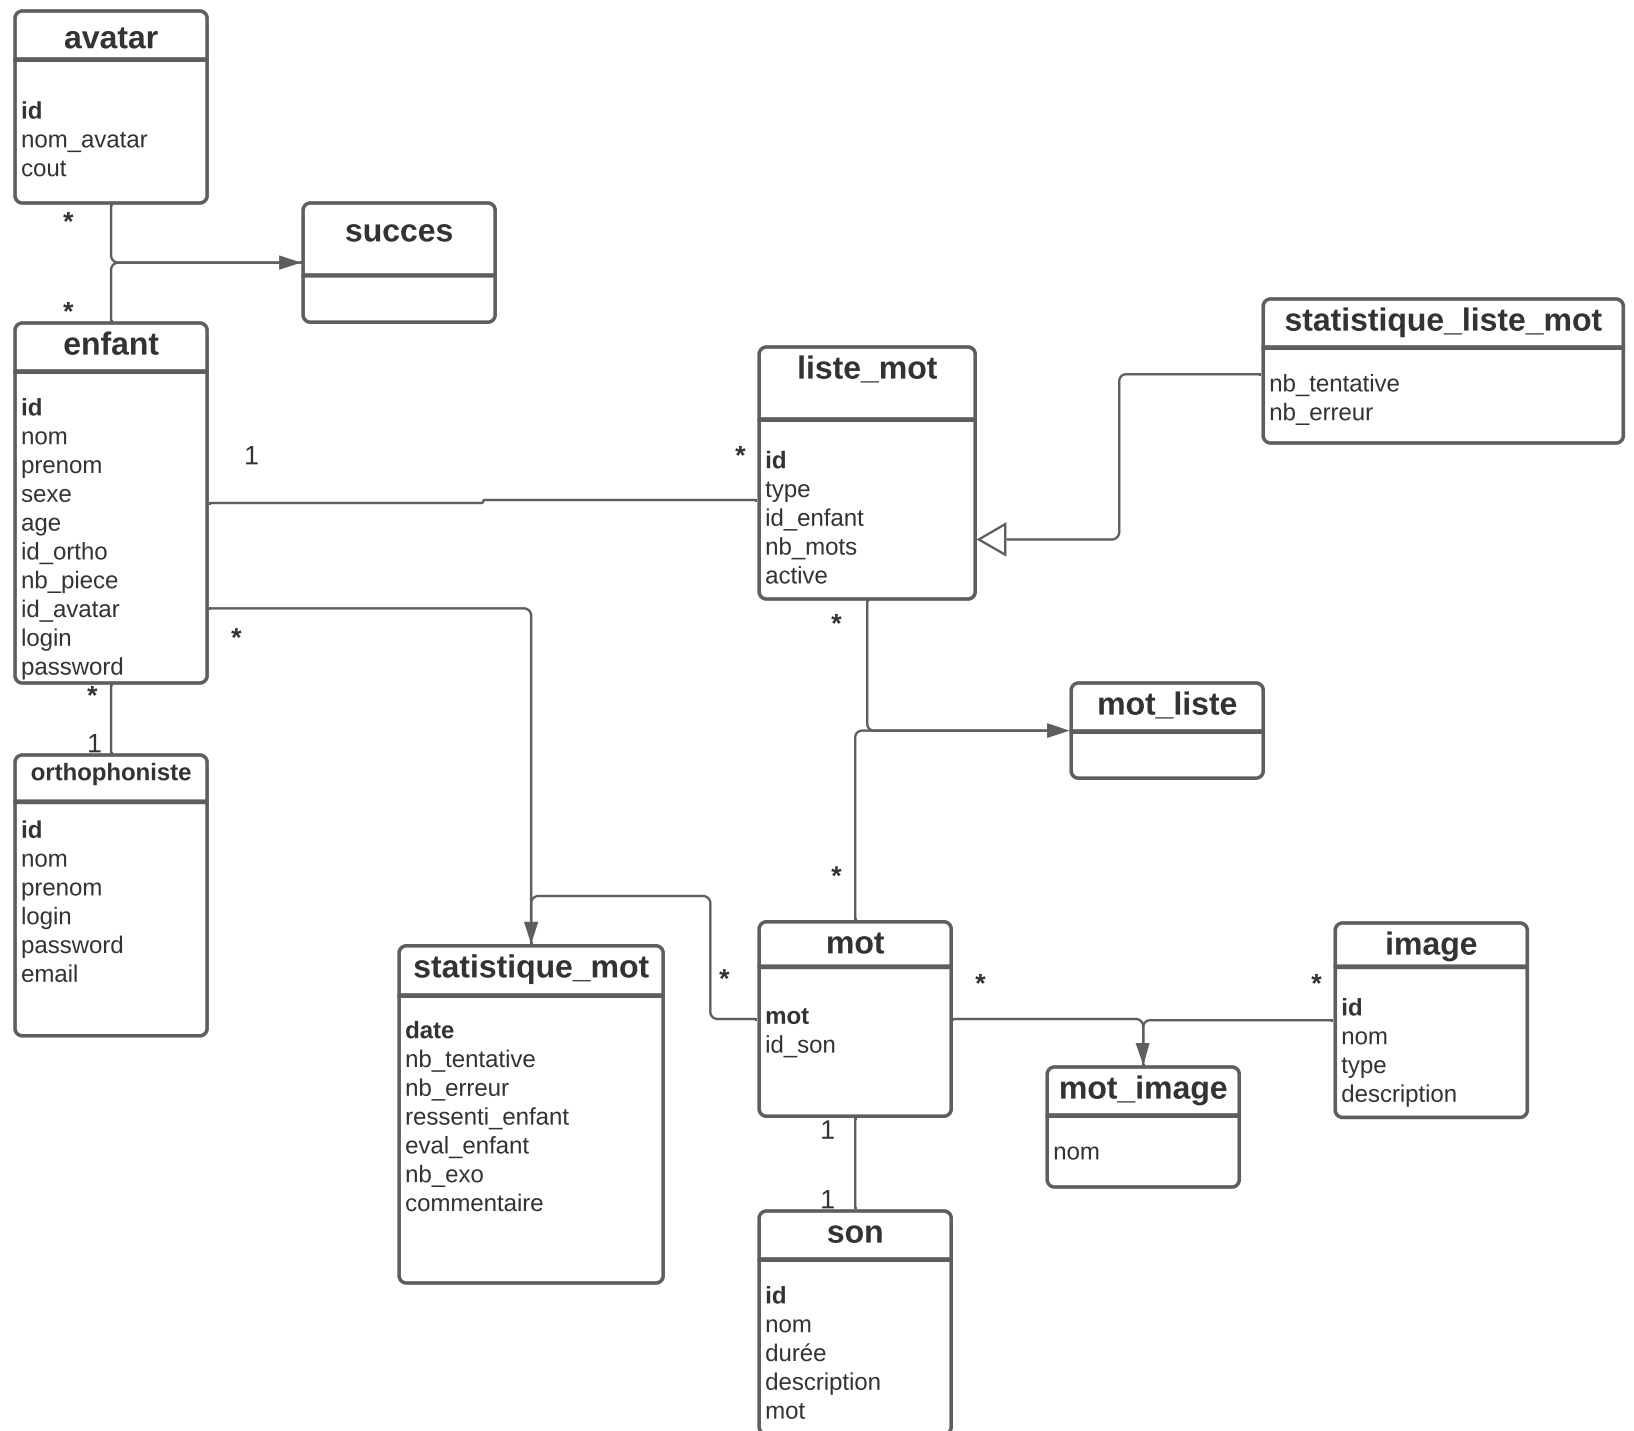 avatar
id
nom_avatar
cout
*
succes
*
enfant
id
nom
prenom
sexe
age
id_ortho
nb_piece
id_avatar
login
password
1
*
*
*
1
orthophoniste
id
nom
prenom
login
password
email
liste_mot
id
type
id_enfant
nb_mots
active
*
statistique_liste_mot
nb_tentative
nb_erreur
mot_liste
*
statistique_mot
date
nb_tentative
nb_erreur
ressenti_enfant
eval_enfant
nb_exo
commentaire
*
mot
mot
id_son
*
*
image
id
nom
type
description
mot_image
nom
1
1
son
id
nom
durée
description
mot